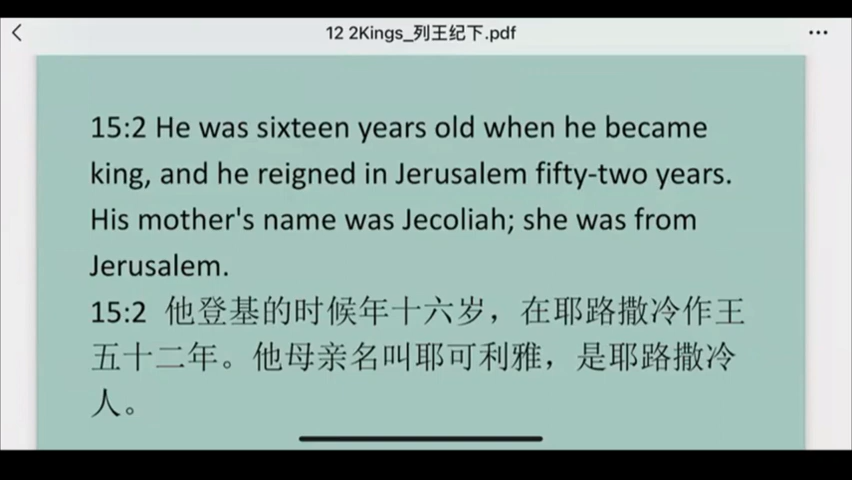 12 2Kings_列王纪下.pdf
15:2 He was sixteen years old when he became
king, and he reigned in Jerusalem fifty-two years.
His mother's name was Jecoliah; she was from
Jerusalem.
15:2 他登基的时候年十六岁，在耶路撒冷作王
五十二年。他母亲名叫耶可利雅，是耶路撒冷
人。